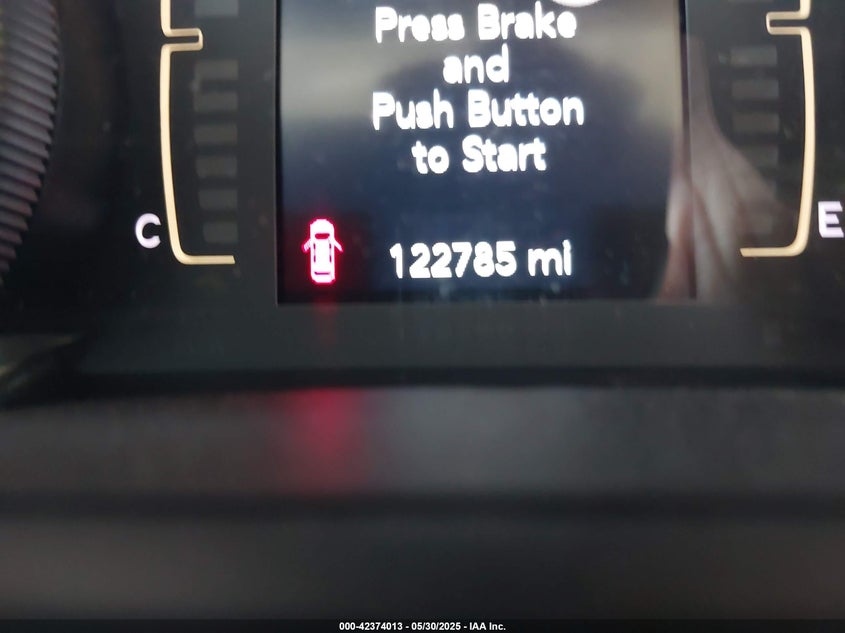 Press Brake
and
Push Button
to Start
C
E
122785 mi
000-42374013 - 05/30/2025 - IAA Inc.